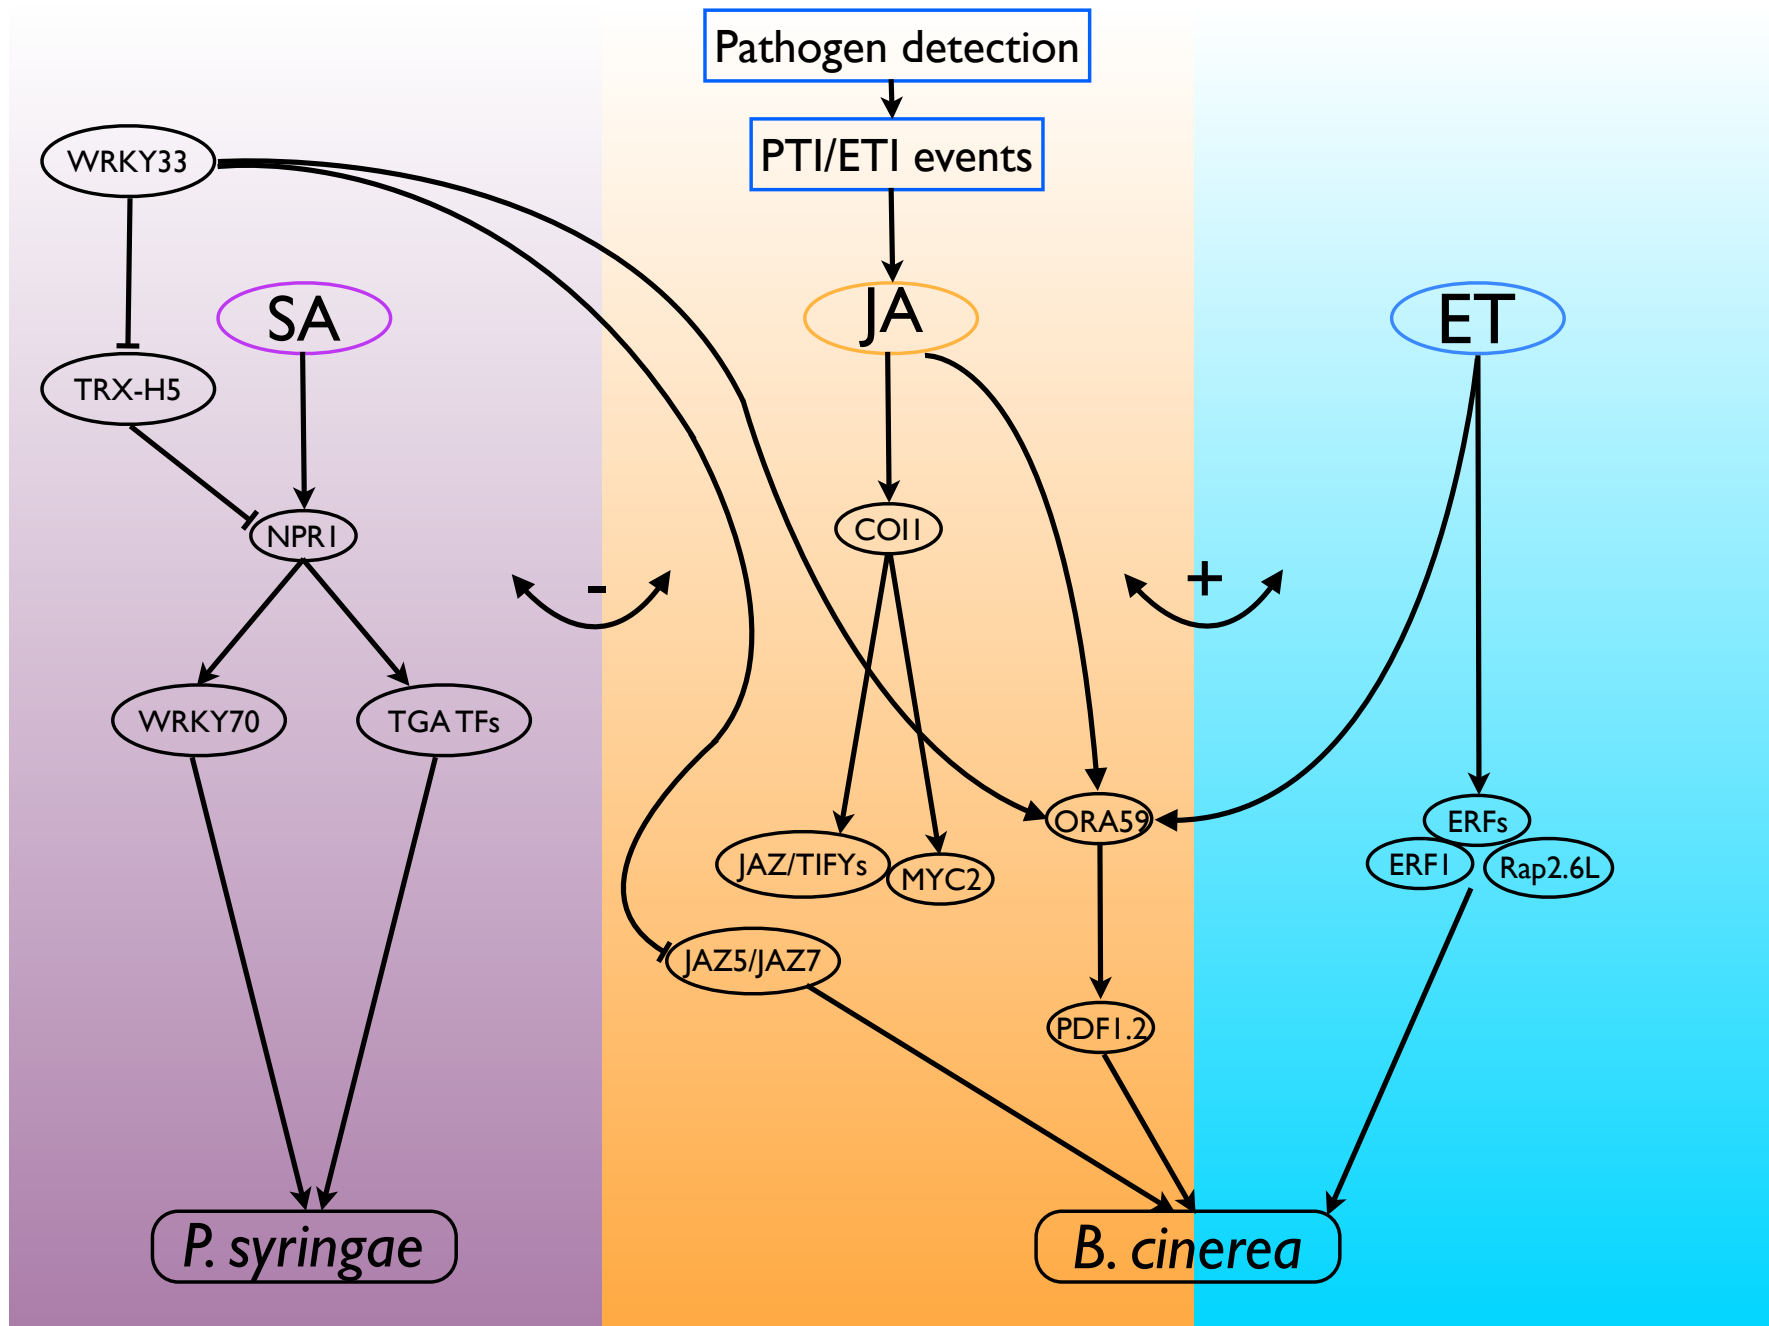 Pathogen detection
PTI/ETI events
WRKY33
SA
JA
ET
TRX-H5
NPR1
COI1
-
+
WRKY70
TGA TFs
ORA59
ERFs
JAZ/TIFYs
MYC2
ERF1
Rap2.6L
JAZ5/JAZ7
PDF1.2
P. syringae
B. cinerea